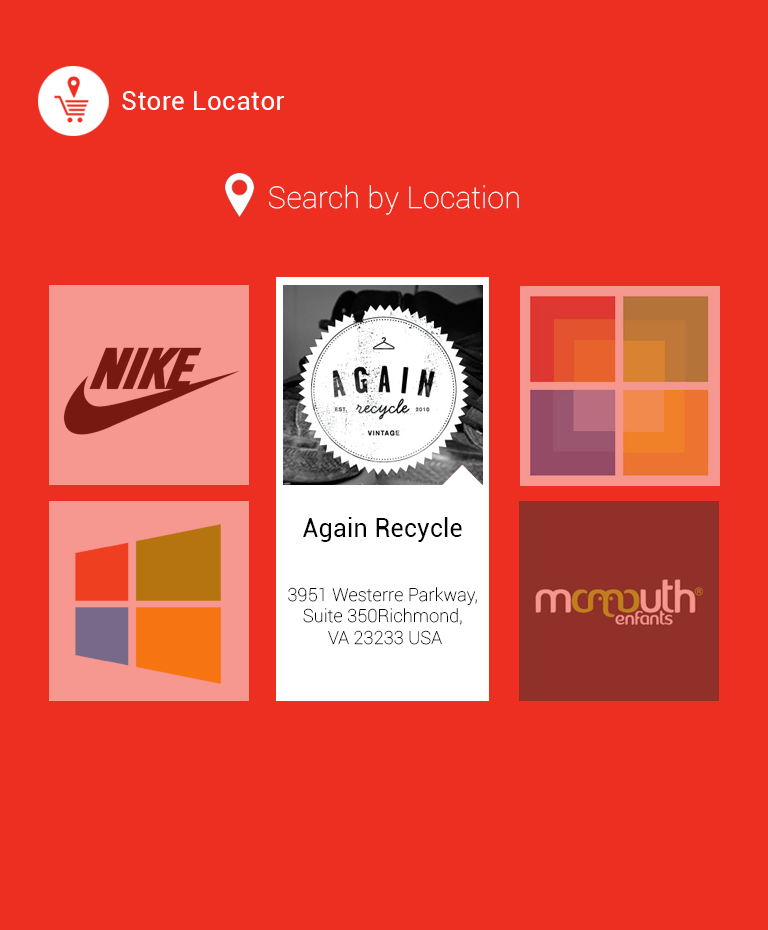 Store Locator
Search by Location
NIKE
AGAIN
EST. recycle 2010
VINTAGE
Again Recycle
3951 Westerre Parkway,
Suite 350Richmond,
VA 23233 USA
momouth®
enfants